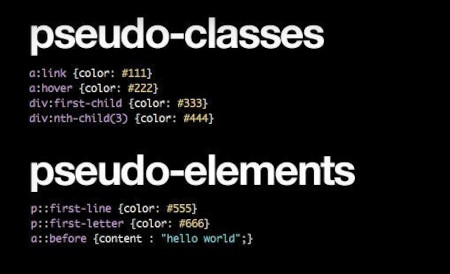 pseudo-classes
a:link {color: #111}
a:hover {color: #222}
div:first-child {color: #333}
div:nth-child(3) {color: #444}
pseudo-elements
p::first-line {color: #555}
p::first-letter {color: #666}
a::before {content : "hello world";}